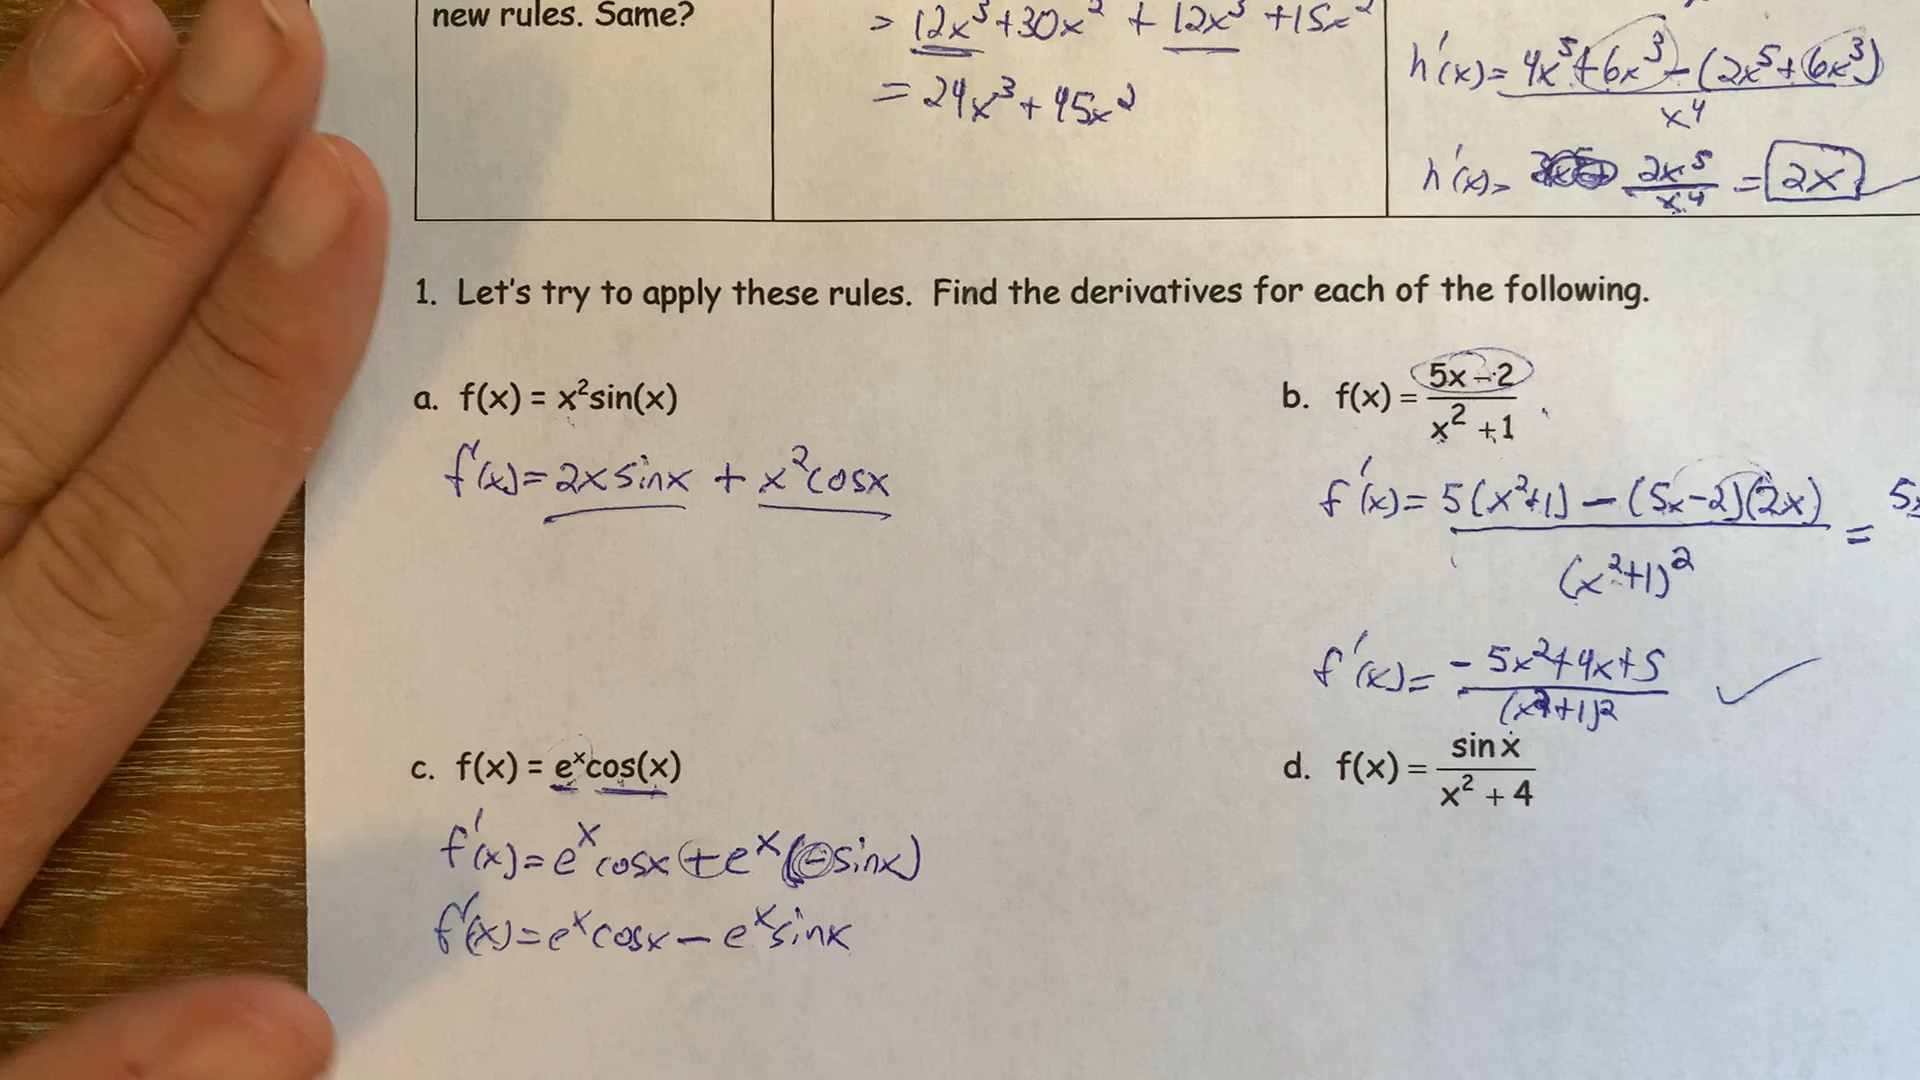 new rules. Same?
= 12x³+30x² + 12x³ +15x²
= 24x³ + 45x²
h'(x)= 4x⁵+6x³-(2x⁵+6x³)
x⁴
h'(x)= 2x⁵/x⁴ = 2x
1. Let's try to apply these rules. Find the derivatives for each of the following.
a. f(x) = x²sin(x)
f'(x)= 2x sinx + x²cosx
b. f(x) = 5x - 2
x² + 1
f'(x)= 5(x²+1) - (5x-2)(2x) =
(x²+1)²
f'(x)= - 5x²+4x+5
(x²+1)²
c. f(x) = eˣcos(x)
f'(x)= eˣ cosx + eˣ(-sinx)
f'(x)= eˣcosx - eˣsinx
d. f(x) = sin x
x² + 4